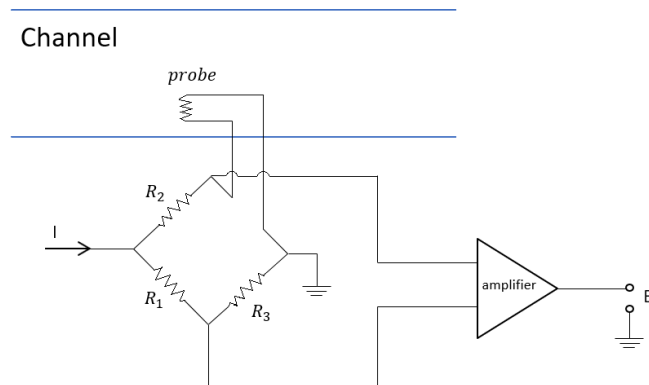 Channel
probe
R₂
I
R₁
R₃
amplifier
E